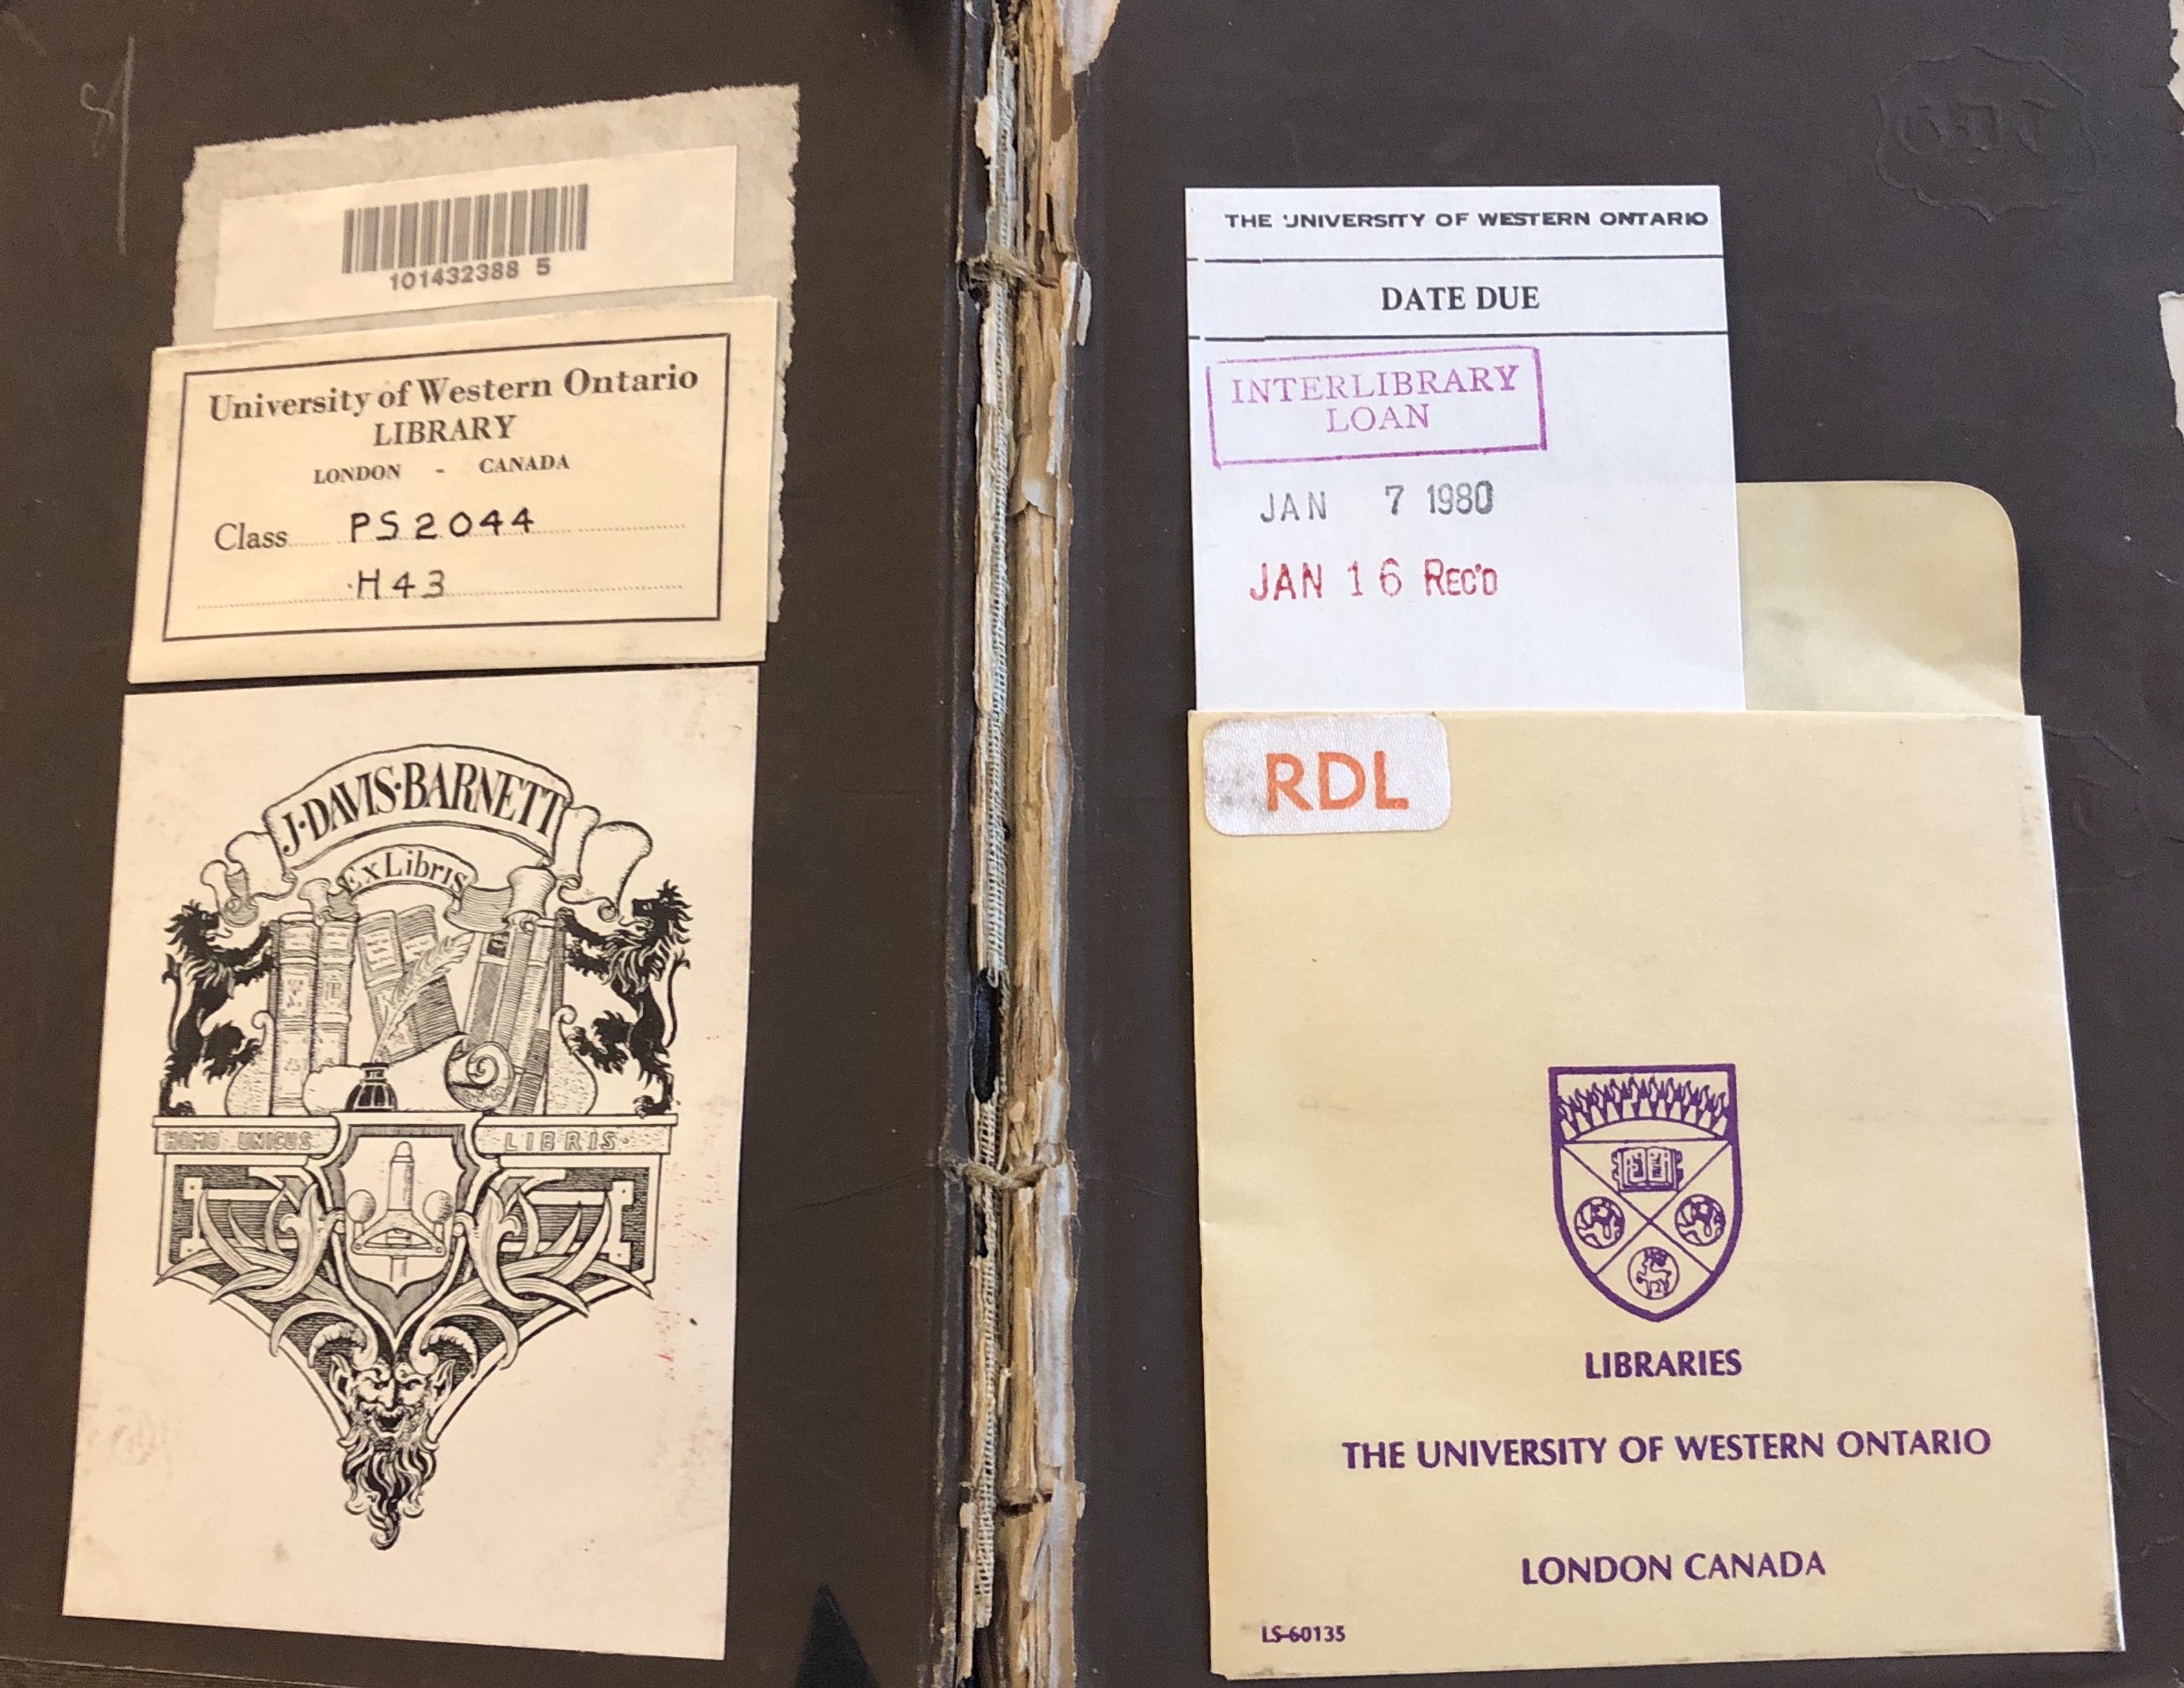 101432388 5
University of Western Ontario
LIBRARY
LONDON - CANADA
Class PS2044
.H43
J·DAVIS·BARNETT
Ex Libris
HOMO UNICUS LIBRIS·
THE UNIVERSITY OF WESTERN ONTARIO
DATE DUE
INTERLIBRARY
LOAN
JAN 7 1980
JAN 16 REC'D
RDL
LIBRARIES
THE UNIVERSITY OF WESTERN ONTARIO
LONDON CANADA
LS-60135